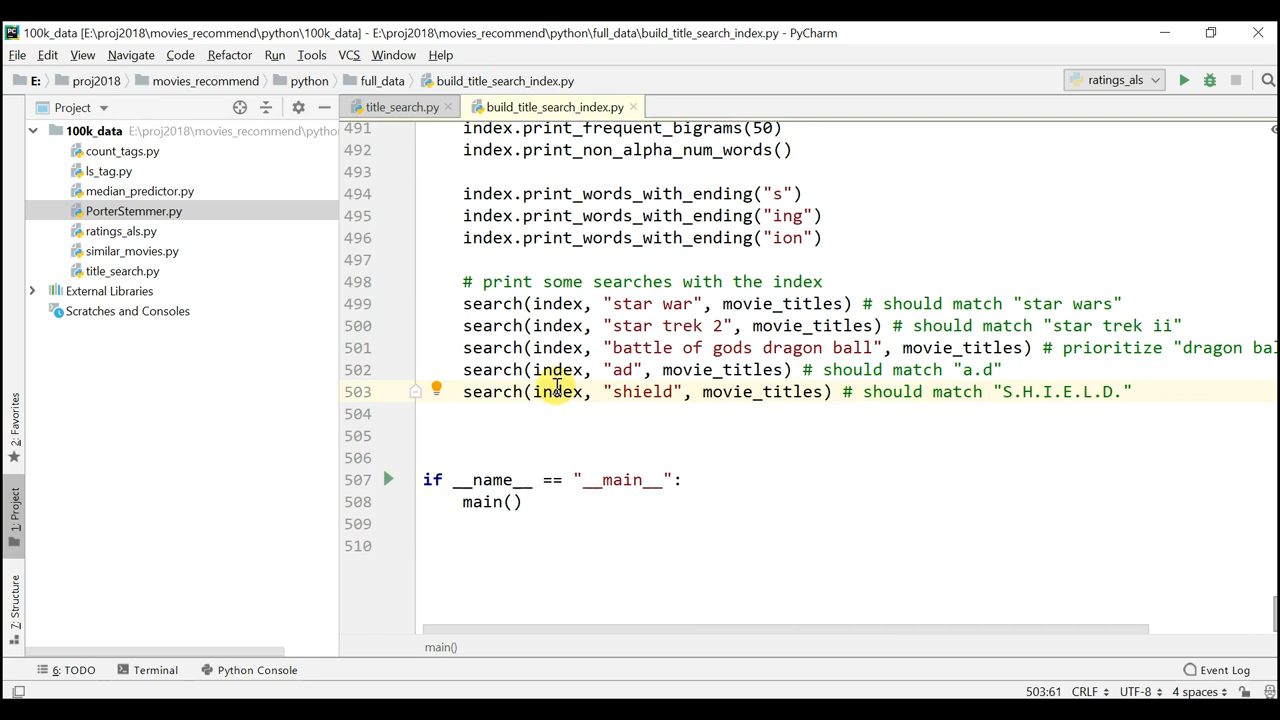 100k_data [E:\proj2018\movies_recommend\python\100k_data] - E:\proj2018\movies_recommend\python\full_data\build_title_search_index.py - PyCharm
File Edit View Navigate Code Refactor Run Tools VCS Window Help
E: proj2018 movies_recommend python full_data build_title_search_index.py ratings_als
Project title_search.py build_title_search_index.py
100k_data E:\proj2018\movies_recommend\pytho
count_tags.py
ls_tag.py
median_predictor.py
PorterStemmer.py
ratings_als.py
similar_movies.py
title_search.py
External Libraries
Scratches and Consoles
491 index.print_frequent_bigrams(50)
492 index.print_non_alpha_num_words()
493
494 index.print_words_with_ending("s")
495 index.print_words_with_ending("ing")
496 index.print_words_with_ending("ion")
497
498 # print some searches with the index
499 search(index, "star war", movie_titles) # should match "star wars"
500 search(index, "star trek 2", movie_titles) # should match "star trek ii"
501 search(index, "battle of gods dragon ball", movie_titles) # prioritize "dragon ba
502 search(index, "ad", movie_titles) # should match "a.d"
503 search(index, "shield", movie_titles) # should match "S.H.I.E.L.D."
504
505
506
507 if __name__ == "__main__":
508 main()
509
510
main()
2: Favorites
1: Project
7: Structure
6: TODO Terminal Python Console Event Log
503:61 CRLF UTF-8 4 spaces